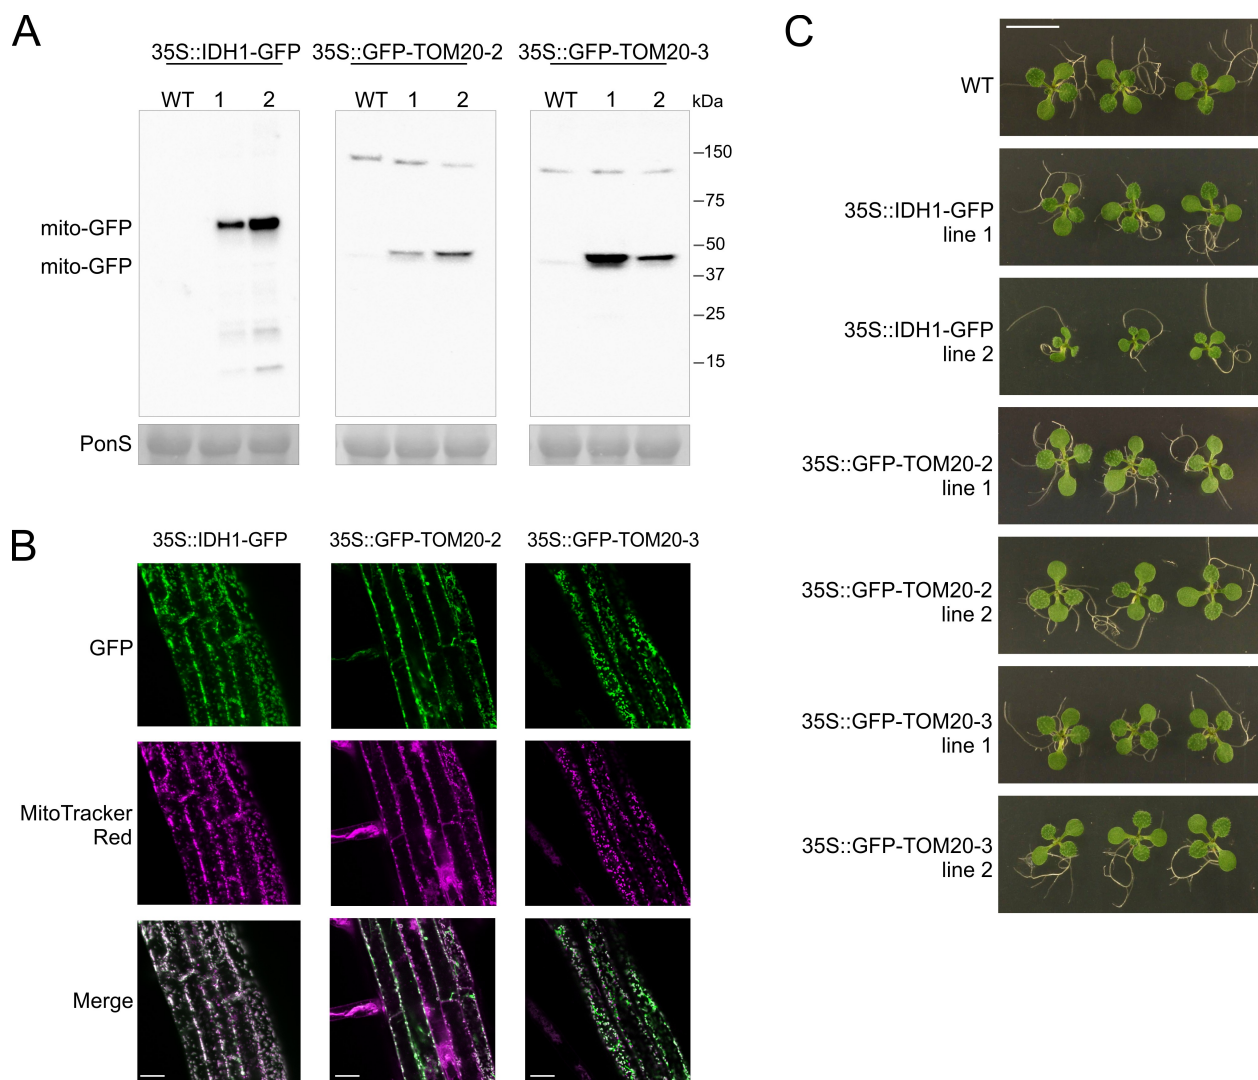 A
35S::IDH1-GFP 35S::GFP-TOM20-2 35S::GFP-TOM20-3
WT 1 2 WT 1 2 WT 1 2 kDa
–150
–75
mito-GFP
–50
mito-GFP
–37
–25
–15
PonS
B
35S::IDH1-GFP 35S::GFP-TOM20-2 35S::GFP-TOM20-3
GFP
MitoTracker
Red
Merge
C
WT
35S::IDH1-GFP
line 1
35S::IDH1-GFP
line 2
35S::GFP-TOM20-2
line 1
35S::GFP-TOM20-2
line 2
35S::GFP-TOM20-3
line 1
35S::GFP-TOM20-3
line 2